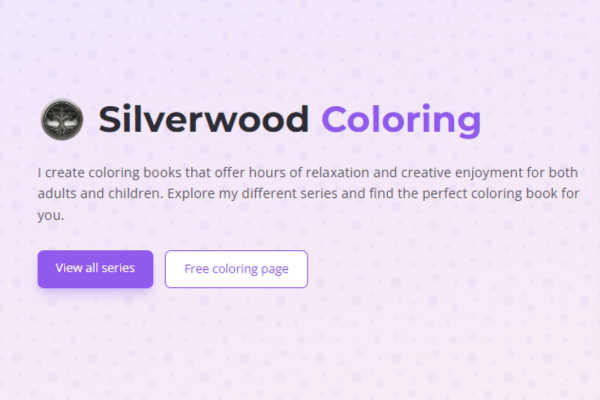 Silverwood Coloring
I create coloring books that offer hours of relaxation and creative enjoyment for both
adults and children. Explore my different series and find the perfect coloring book for
you.
View all series
Free coloring page